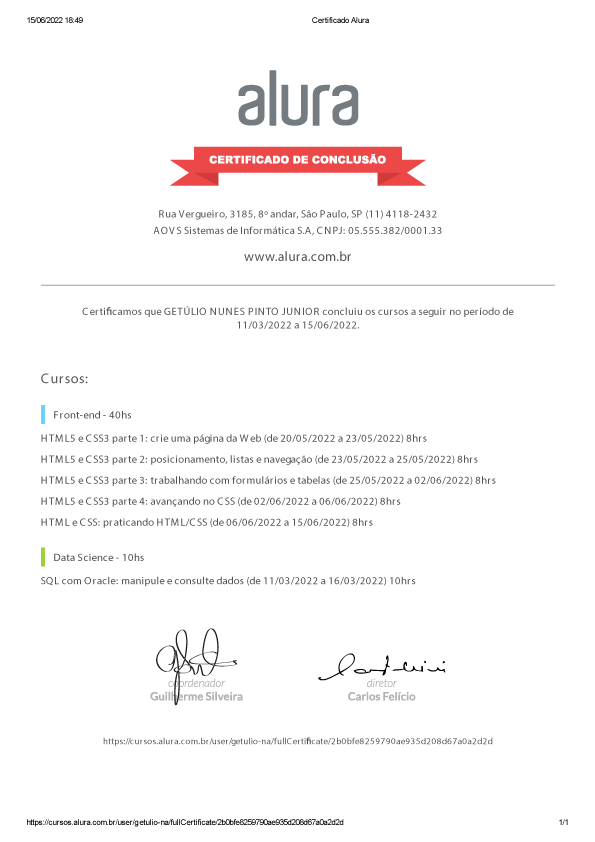 15/06/2022 18:49
Certificado Alura
alura
CERTIFICADO DE CONCLUSÃO
Rua Vergueiro, 3185, 8º andar, São Paulo, SP (11) 4118-2432
AOVS Sistemas de Informática S.A, CNPJ: 05.555.382/0001.33
www.alura.com.br
Certificamos que GETÚLIO NUNES PINTO JUNIOR concluiu os cursos a seguir no período de
11/03/2022 a 15/06/2022.
Cursos:
Front-end - 40hs
HTML5 e CSS3 parte 1: crie uma página da Web (de 20/05/2022 a 23/05/2022) 8hrs
HTML5 e CSS3 parte 2: posicionamento, listas e navegação (de 23/05/2022 a 25/05/2022) 8hrs
HTML5 e CSS3 parte 3: trabalhando com formulários e tabelas (de 25/05/2022 a 02/06/2022) 8hrs
HTML5 e CSS3 parte 4: avançando no CSS (de 02/06/2022 a 06/06/2022) 8hrs
HTML e CSS: praticando HTML/CSS (de 06/06/2022 a 15/06/2022) 8hrs
Data Science - 10hs
SQL com Oracle: manipule e consulte dados (de 11/03/2022 a 16/03/2022) 10hrs
coordenador
Guilherme Silveira
diretor
Carlos Felício
https://cursos.alura.com.br/user/getulio-na/fullCertificate/2b0bfe8259790ae935d208d67a0a2d2d
https://cursos.alura.com.br/user/getulio-na/fullCertificate/2b0bfe8259790ae935d208d67a0a2d2d
1/1